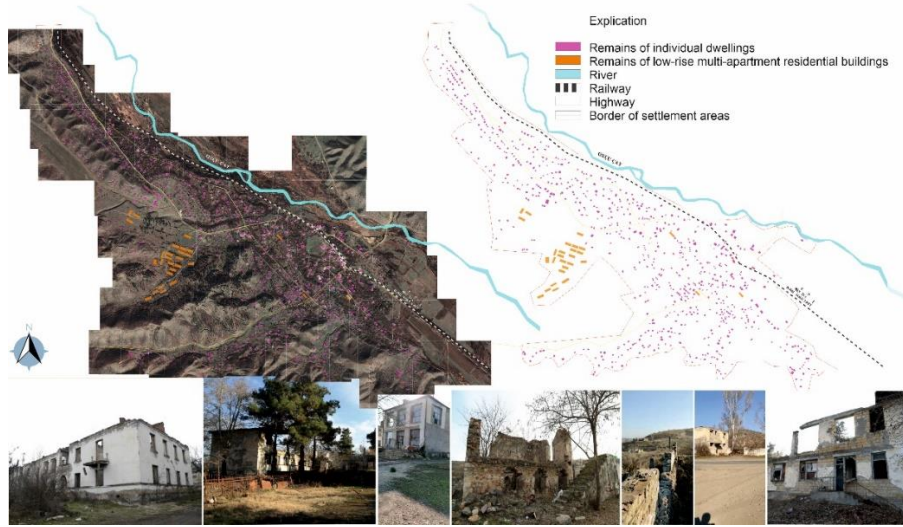 Explication
Remains of individual dwellings
Remains of low-rise multi-apartment residential buildings
River
Railway
Highway
Border of settlement areas
N